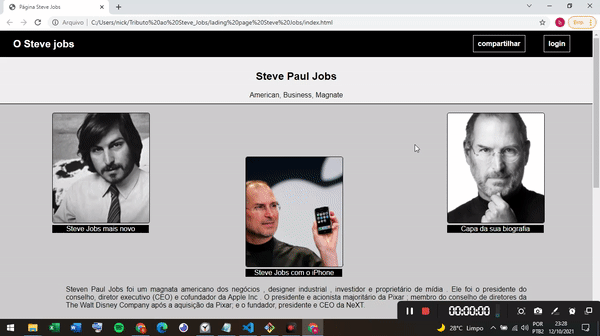 Página Steve Jobs
Arquivo | C:/Users/nick/Tributo%20ao%20Steve_Jobs/lading%20page%20Steve%20Jobs/index.html
O Steve jobs
compartilhar
login
Steve Paul Jobs
American, Business, Magnate
Steve Jobs mais novo
Steve Jobs com o iPhone
Capa da sua biografia
Steven Paul Jobs foi um magnata americano dos negócios , designer industrial , investidor e proprietário de mídia . Ele foi o presidente do
conselho, diretor executivo (CEO) e cofundador da Apple Inc . O presidente e acionista majoritário da Pixar ; membro do conselho de diretores da
The Walt Disney Company após a aquisição da Pixar; e o fundador, presidente e CEO da NeXT.
00:00:00
28°C Limpo
POR
PTB2
23:28
12/10/2021